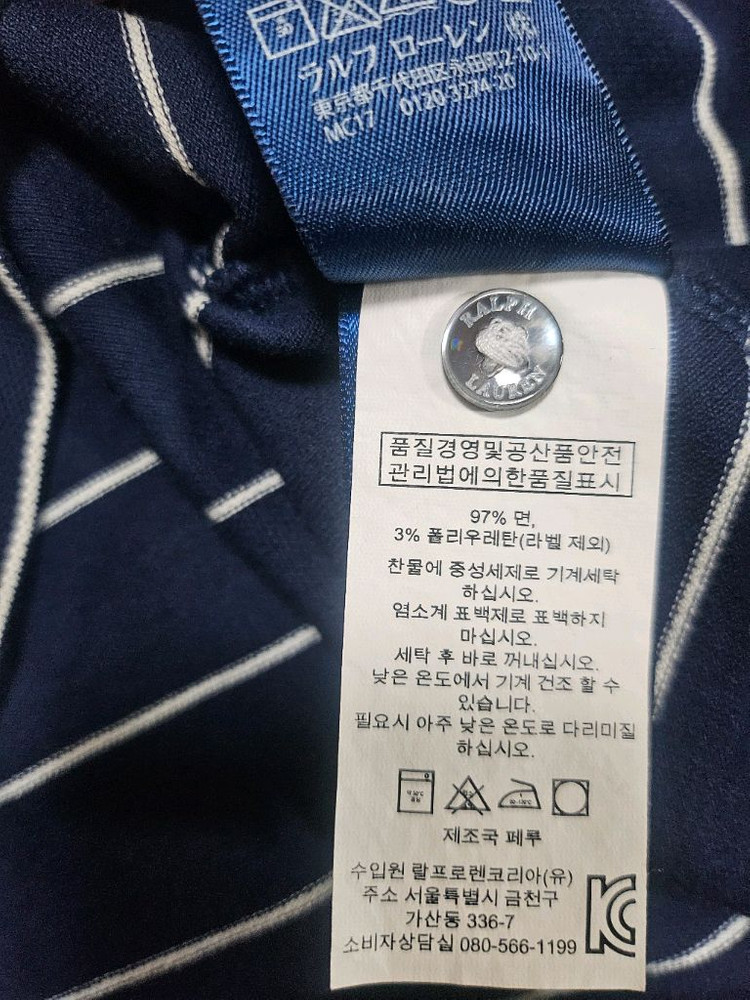 ラルフ ローレン ㈱
東京都千代田区永田町2-10-1
MC17 0120-3274-20
RALPH
LAUREN
품질경영및공산품안전
관리법에의한품질표시
97% 면,
3% 폴리우레탄(라벨 제외)
찬물에 중성세제로 기계세탁
하십시오.
염소계 표백제로 표백하지
마십시오.
세탁 후 바로 꺼내십시오.
낮은 온도에서 기계 건조 할 수
있습니다.
필요시 아주 낮은 온도로 다리미질
하십시오.
제조국 페루
수입원 랄프로렌코리아(유)
주소 서울특별시 금천구
가산동 336-7
소비자상담실 080-566-1199
KC